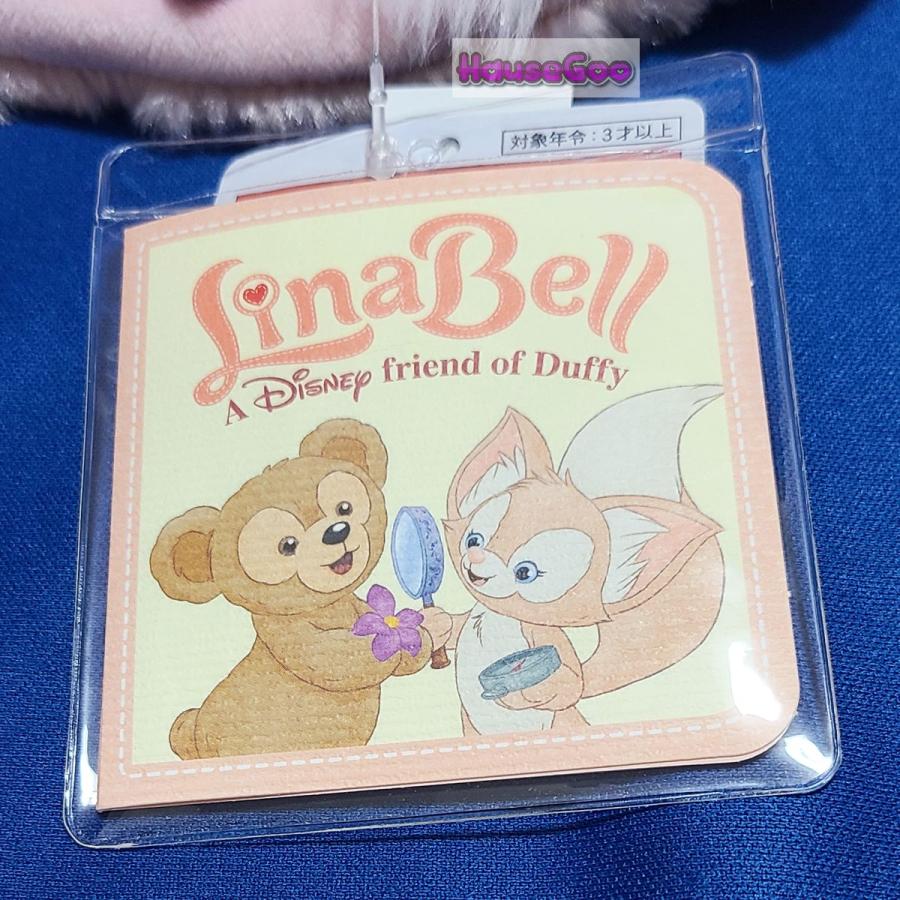 HauseGoo
対象年令：3才以上
LinaBell
A Disney friend of Duffy